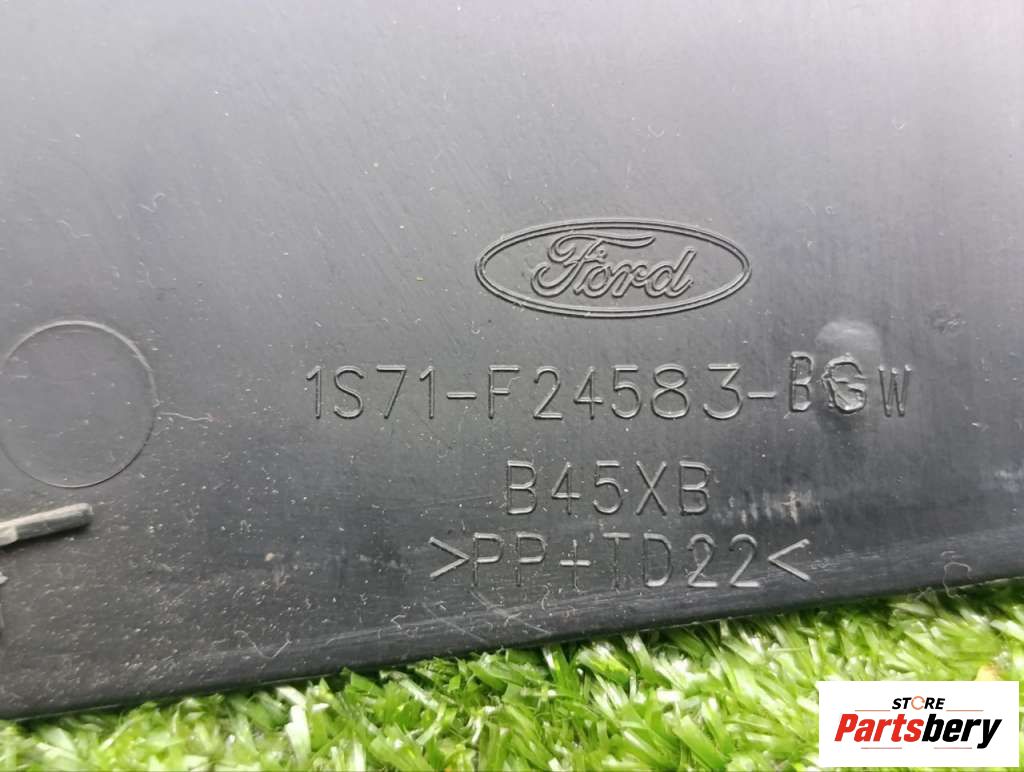 Ford
1S71-F24583-BGW
B45XB
>PP+TD22<
STORE
Partsbery